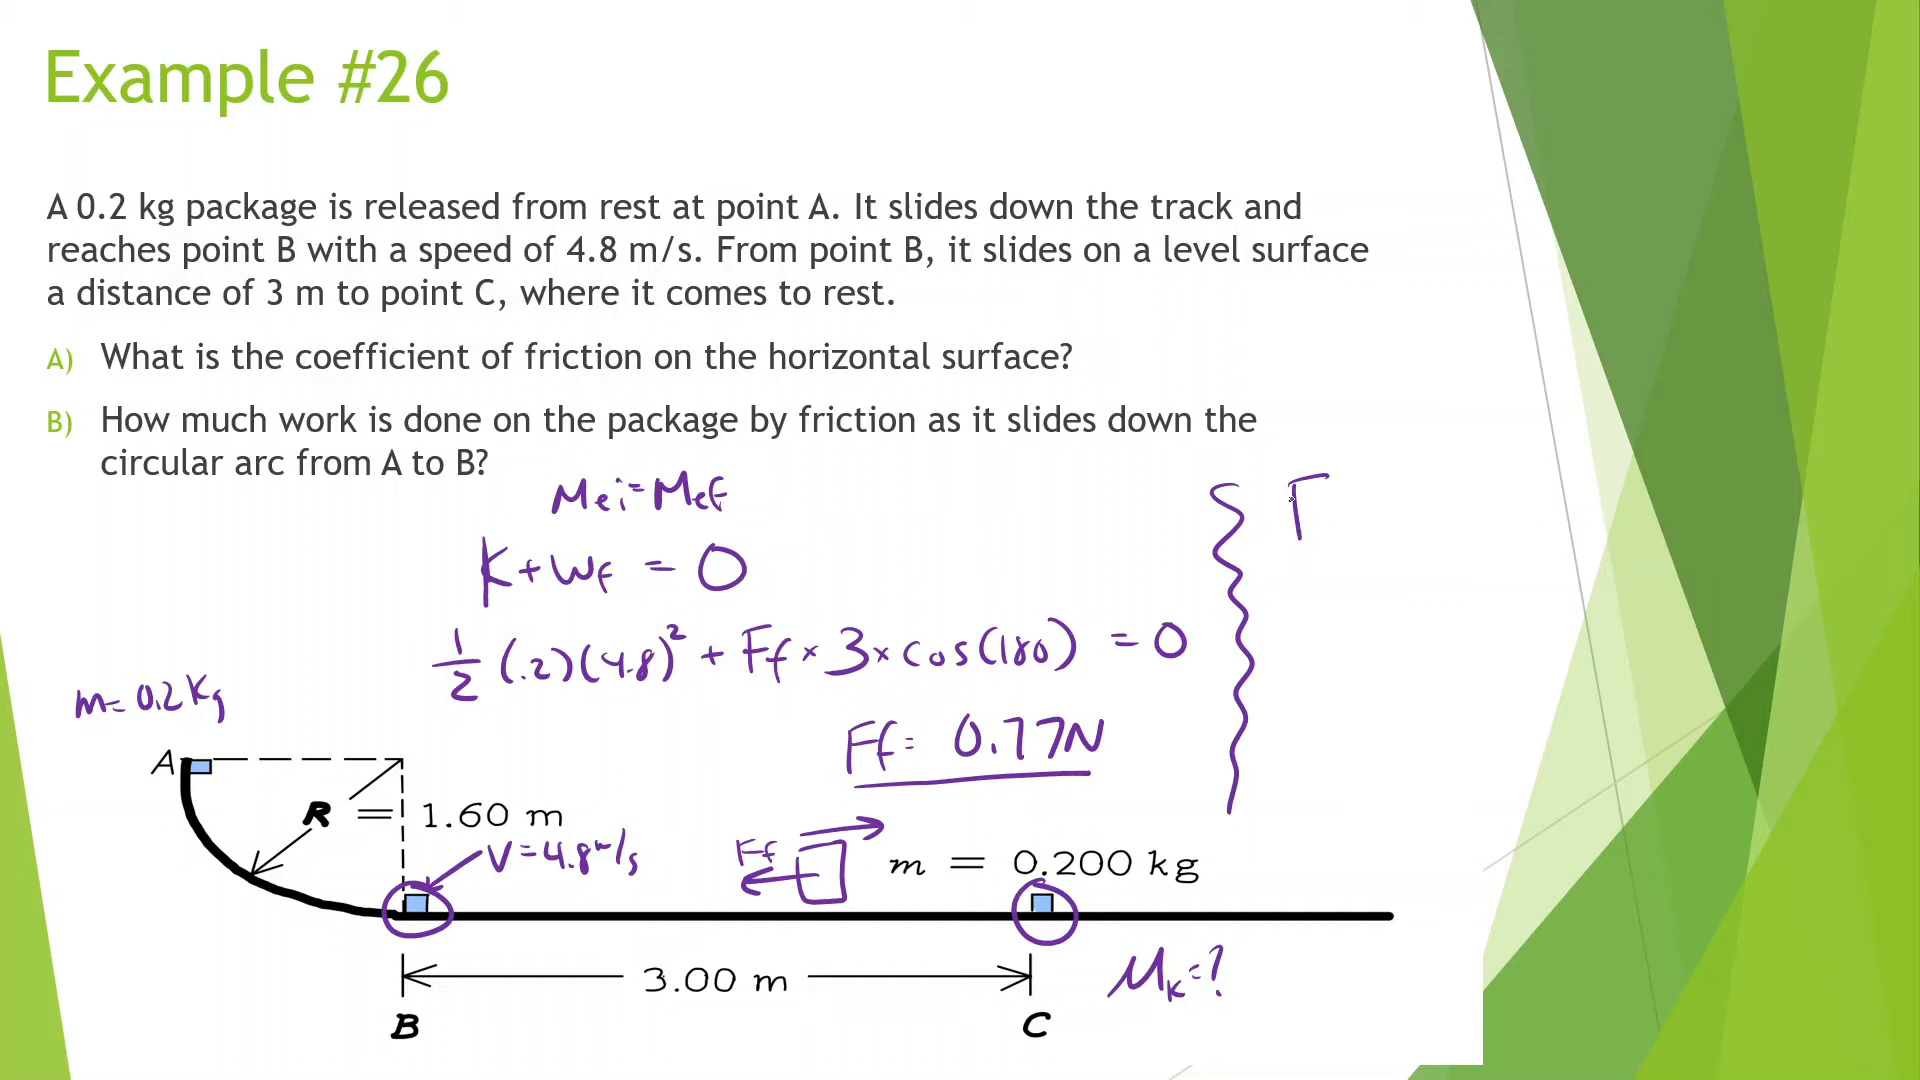 Example #26
A 0.2 kg package is released from rest at point A. It slides down the track and
reaches point B with a speed of 4.8 m/s. From point B, it slides on a level surface
a distance of 3 m to point C, where it comes to rest.
A) What is the coefficient of friction on the horizontal surface?
B) How much work is done on the package by friction as it slides down the
circular arc from A to B?
Mei = Mef
K + Wf = 0
1/2 (.2)(4.8)² + Ff × 3 × cos(180) = 0
m = 0.2 Kg
Ff = 0.77N
A
R = 1.60 m
V = 4.8 m/s
Ff
m = 0.200 kg
3.00 m
μk = ?
B
C